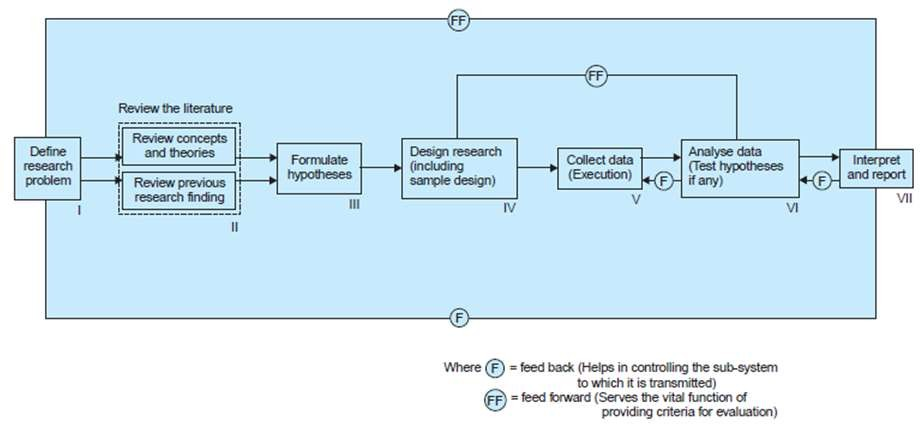 FF
FF
Review the literature
Define
research
problem
I
Review concepts
and theories
Review previous
research finding
II
Formulate
hypotheses
III
Design research
(including
sample design)
IV
Collect data
(Execution)
V
F
Analyse data
(Test hypotheses
if any)
VI
F
Interpret
and report
VII
F
Where F = feed back (Helps in controlling the sub-system
to which it is transmitted)
FF = feed forward (Serves the vital function of
providing criteria for evaluation)